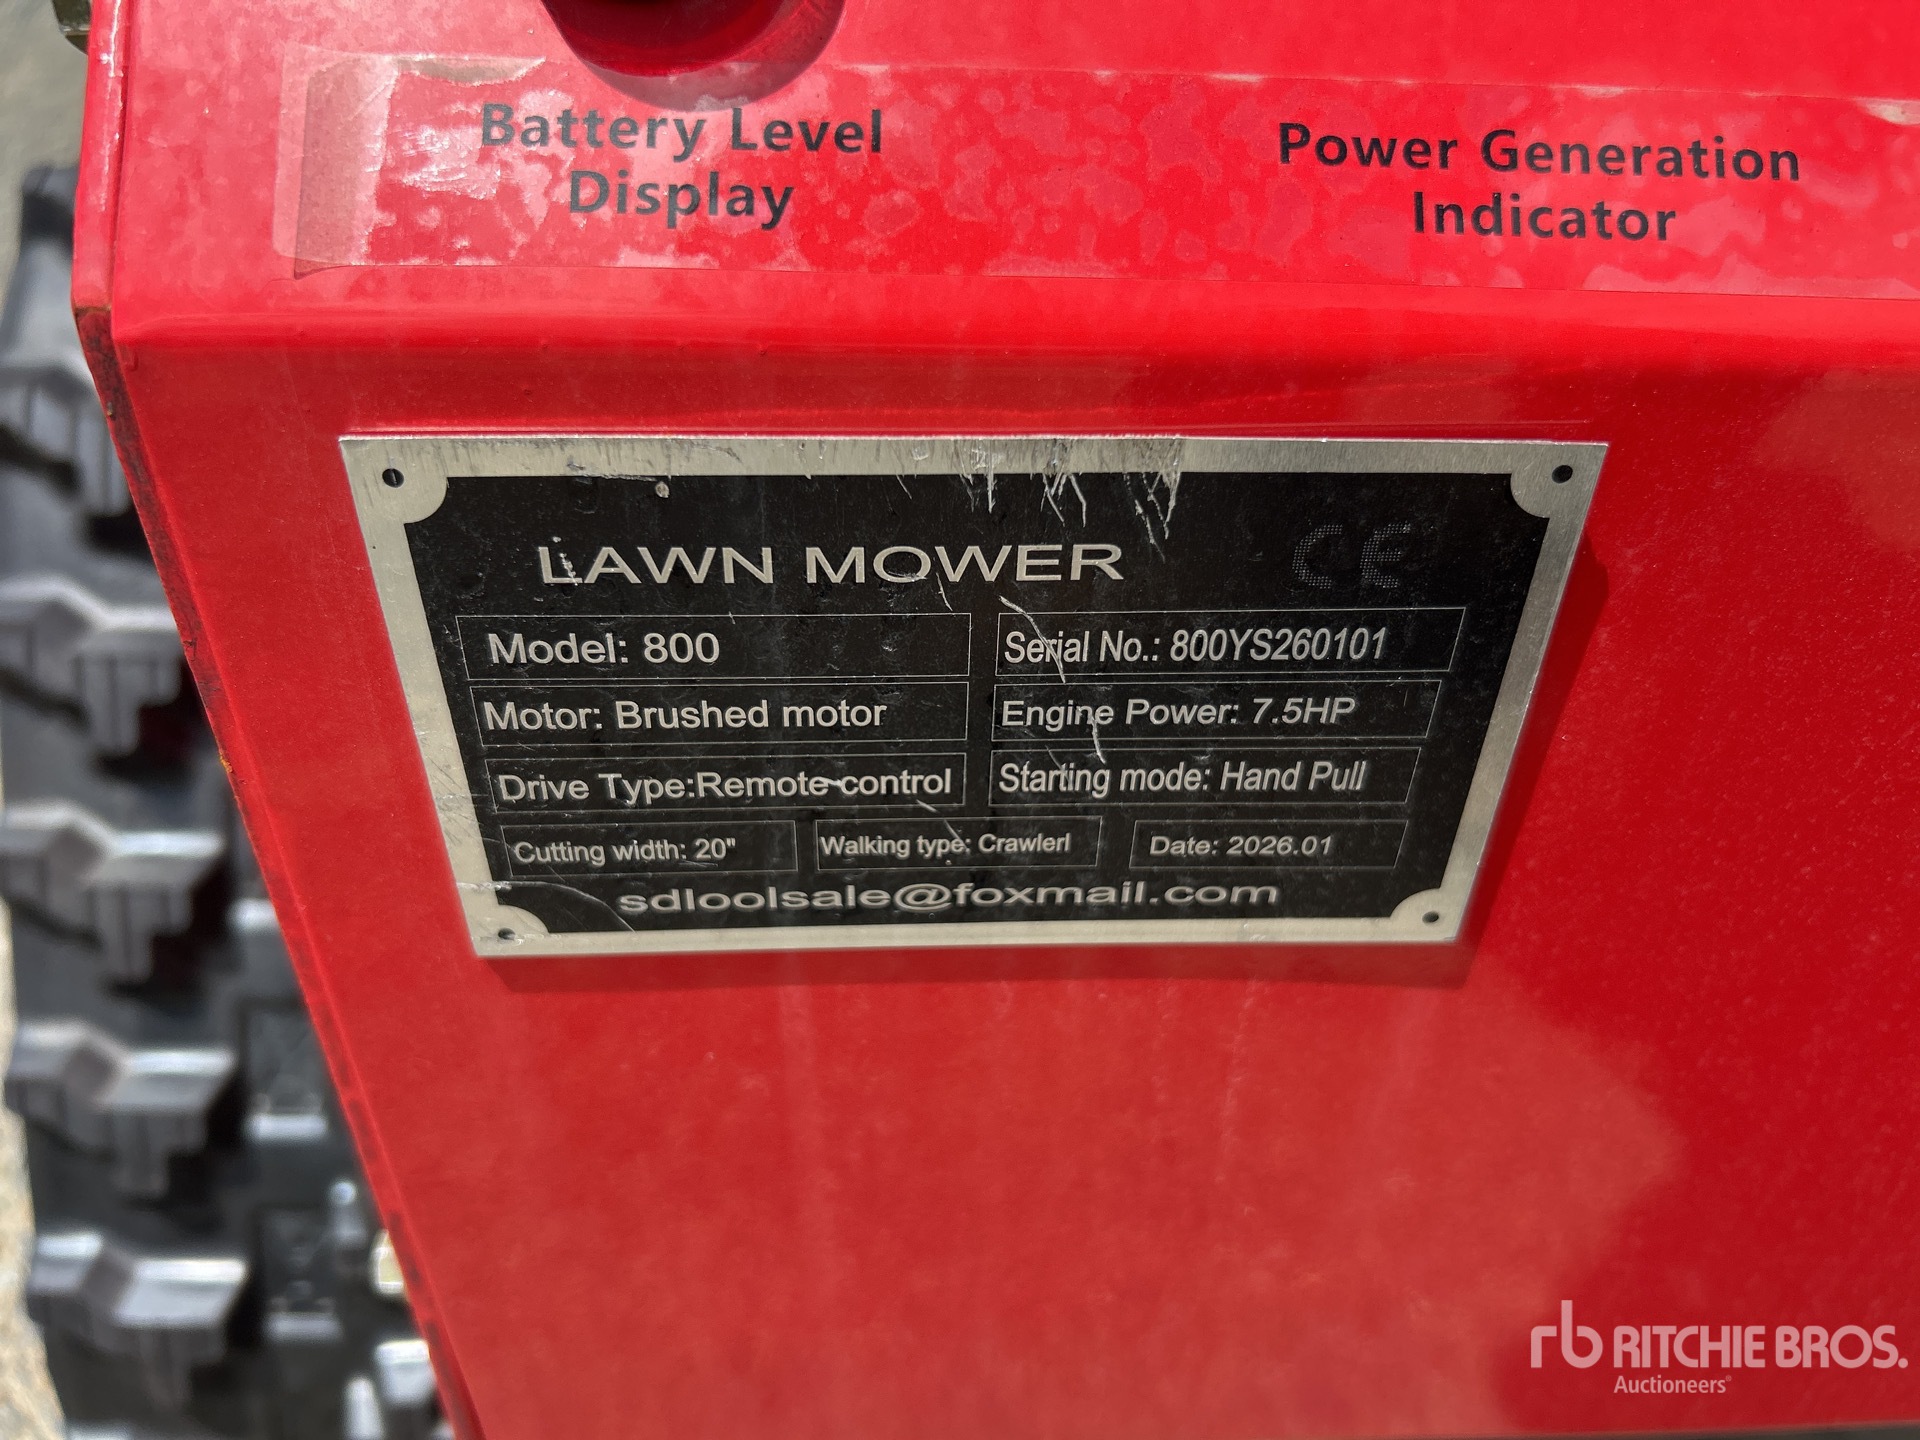 Battery Level
Display
Power Generation
Indicator
LAWN MOWER CE
Model: 800
Serial No.: 800YS260101
Motor: Brushed motor
Engine Power: 7.5HP
Drive Type:Remote-control
Starting mode: Hand Pull
Cutting width: 20"
Walking type: Crawlerl
Date: 2026.01
sdloolsale@foxmail.com
rb RITCHIE BROS.
Auctioneers®